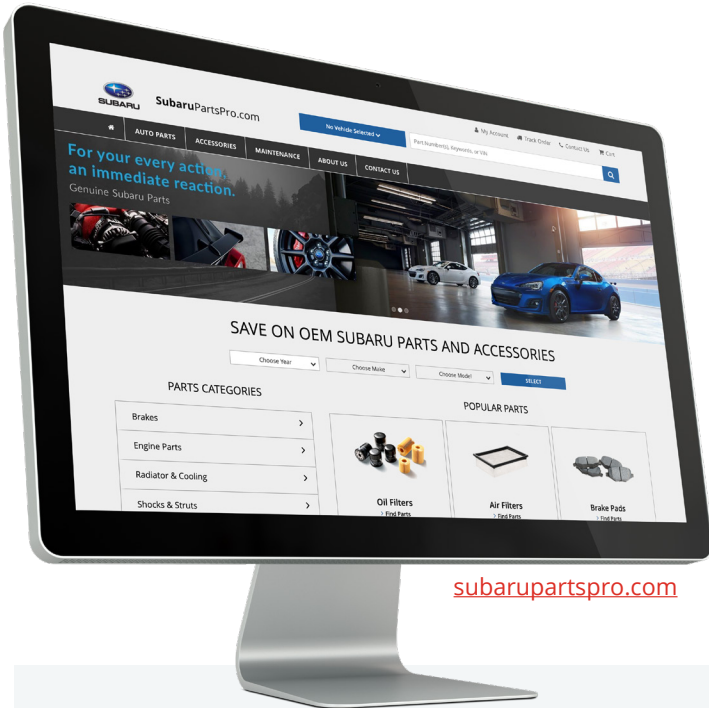 SUBARU
SubaruPartsPro.com
No Vehicle Selected
My Account
Track Order
Contact Us
Cart
Part Number(s), Keywords, or VIN
AUTO PARTS
ACCESSORIES
MAINTENANCE
ABOUT US
CONTACT US
For your every action,
an immediate reaction.
Genuine Subaru Parts
SAVE ON OEM SUBARU PARTS AND ACCESSORIES
Choose Year
Choose Make
Choose Model
SELECT
PARTS CATEGORIES
Brakes
Engine Parts
Radiator & Cooling
Shocks & Struts
POPULAR PARTS
Oil Filters
> Find Parts
Air Filters
> Find Parts
Brake Pads
> Find Parts
subarupartspro.com